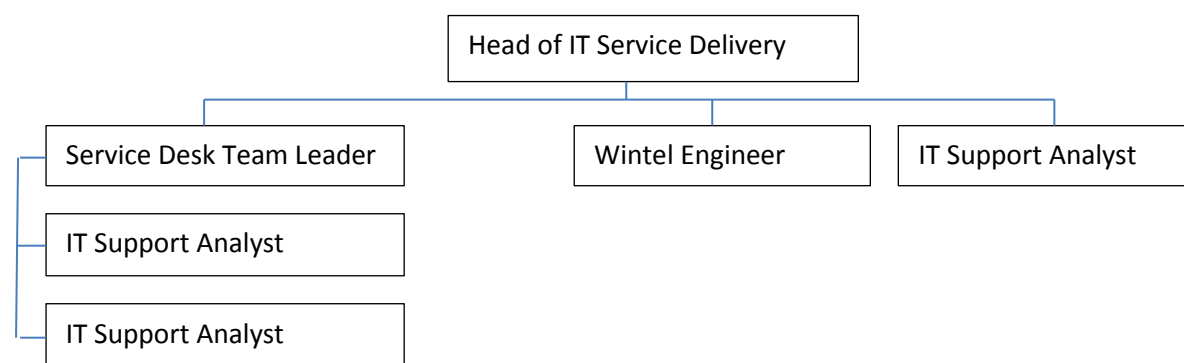 Head of IT Service Delivery
Service Desk Team Leader
Wintel Engineer
IT Support Analyst
IT Support Analyst
IT Support Analyst